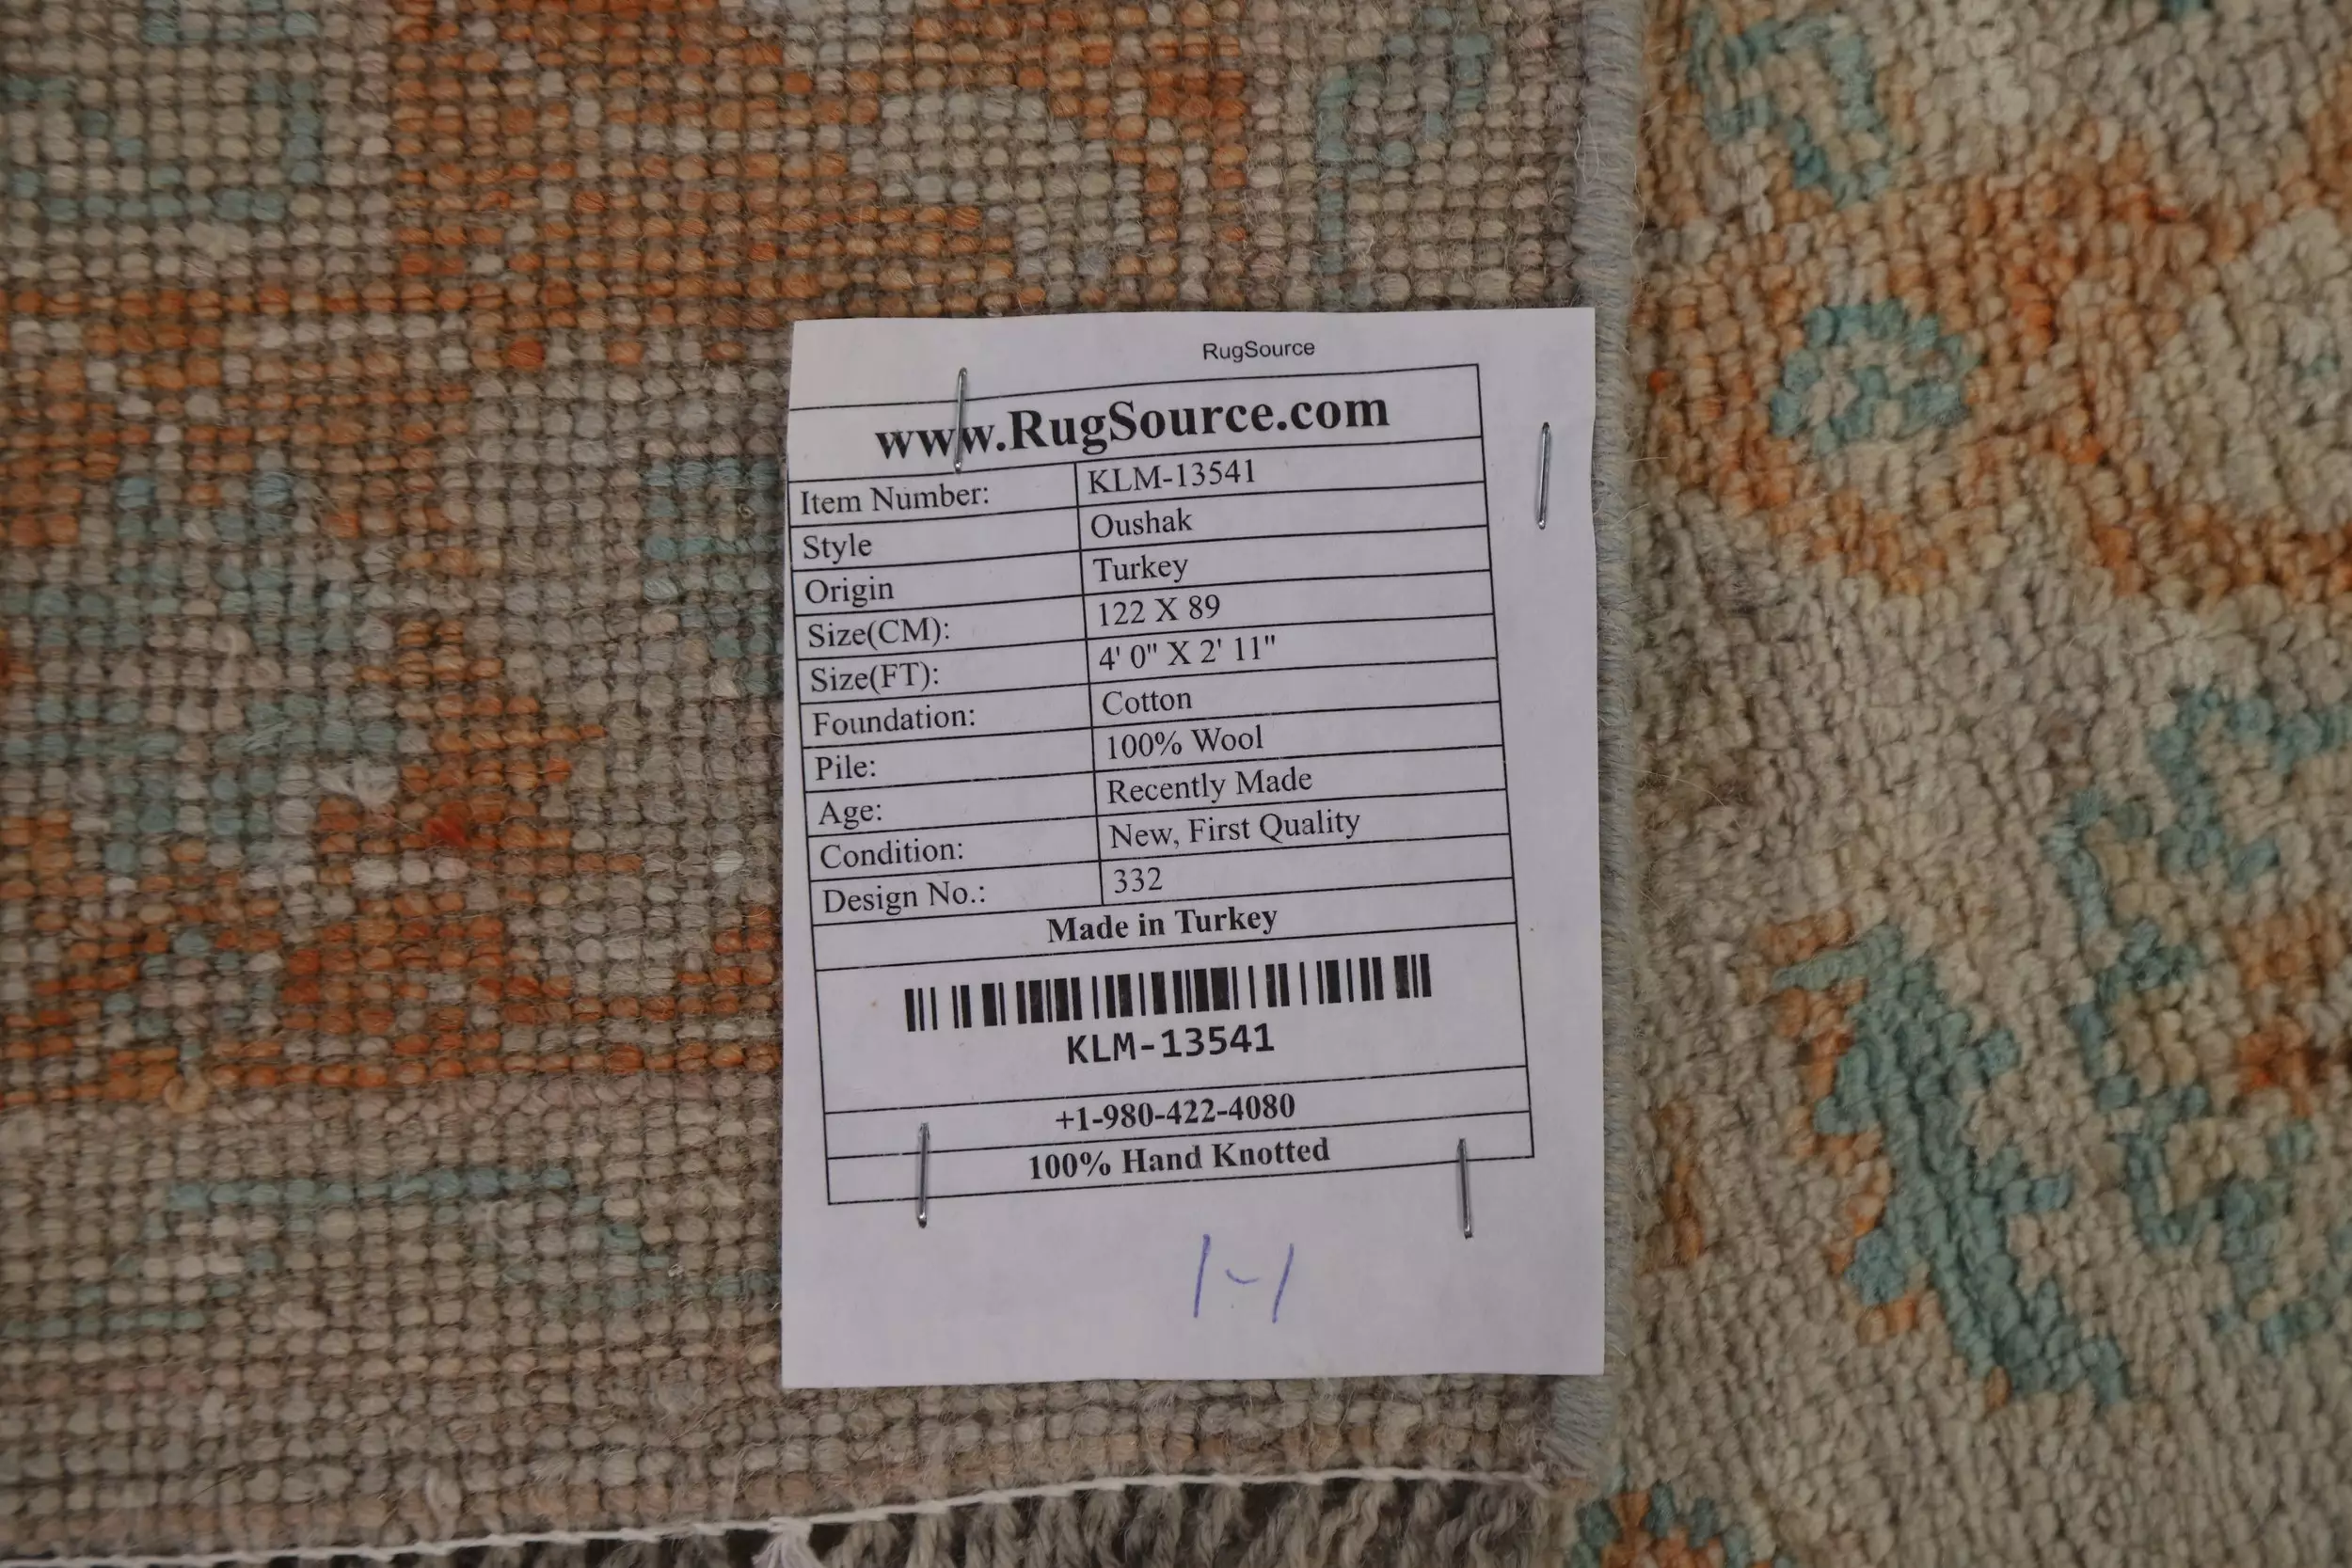 RugSource
www.RugSource.com
Item Number: KLM-13541
Style Oushak
Origin Turkey
Size(CM): 122 X 89
Size(FT): 4' 0" X 2' 11"
Foundation: Cotton
Pile: 100% Wool
Age: Recently Made
Condition: New, First Quality
Design No.: 332
Made in Turkey
KLM-13541
+1-980-422-4080
100% Hand Knotted
1-1